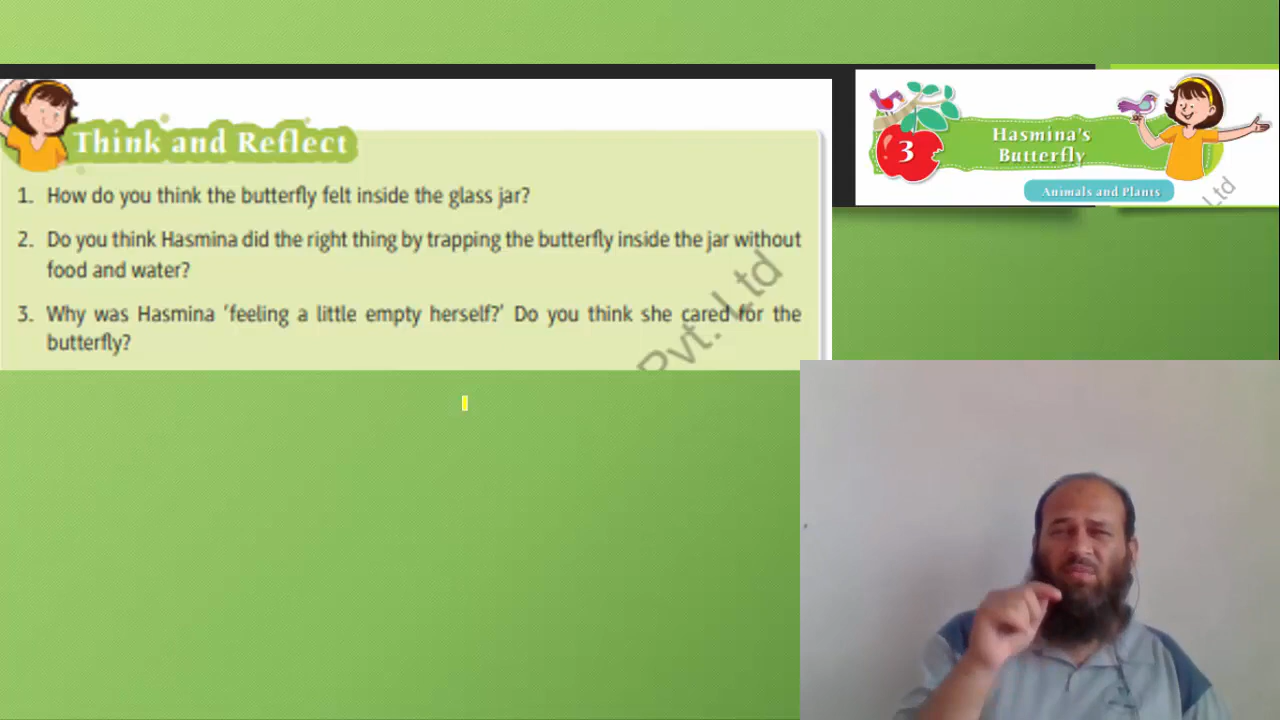 Think and Reflect
1. How do you think the butterfly felt inside the glass jar?
2. Do you think Hasmina did the right thing by trapping the butterfly inside the jar without
food and water?
3. Why was Hasmina ‘feeling a little empty herself?’ Do you think she cared for the
butterfly?
Pvt. Ltd
3
Hasmina's
Butterfly
Animals and Plants
Ltd